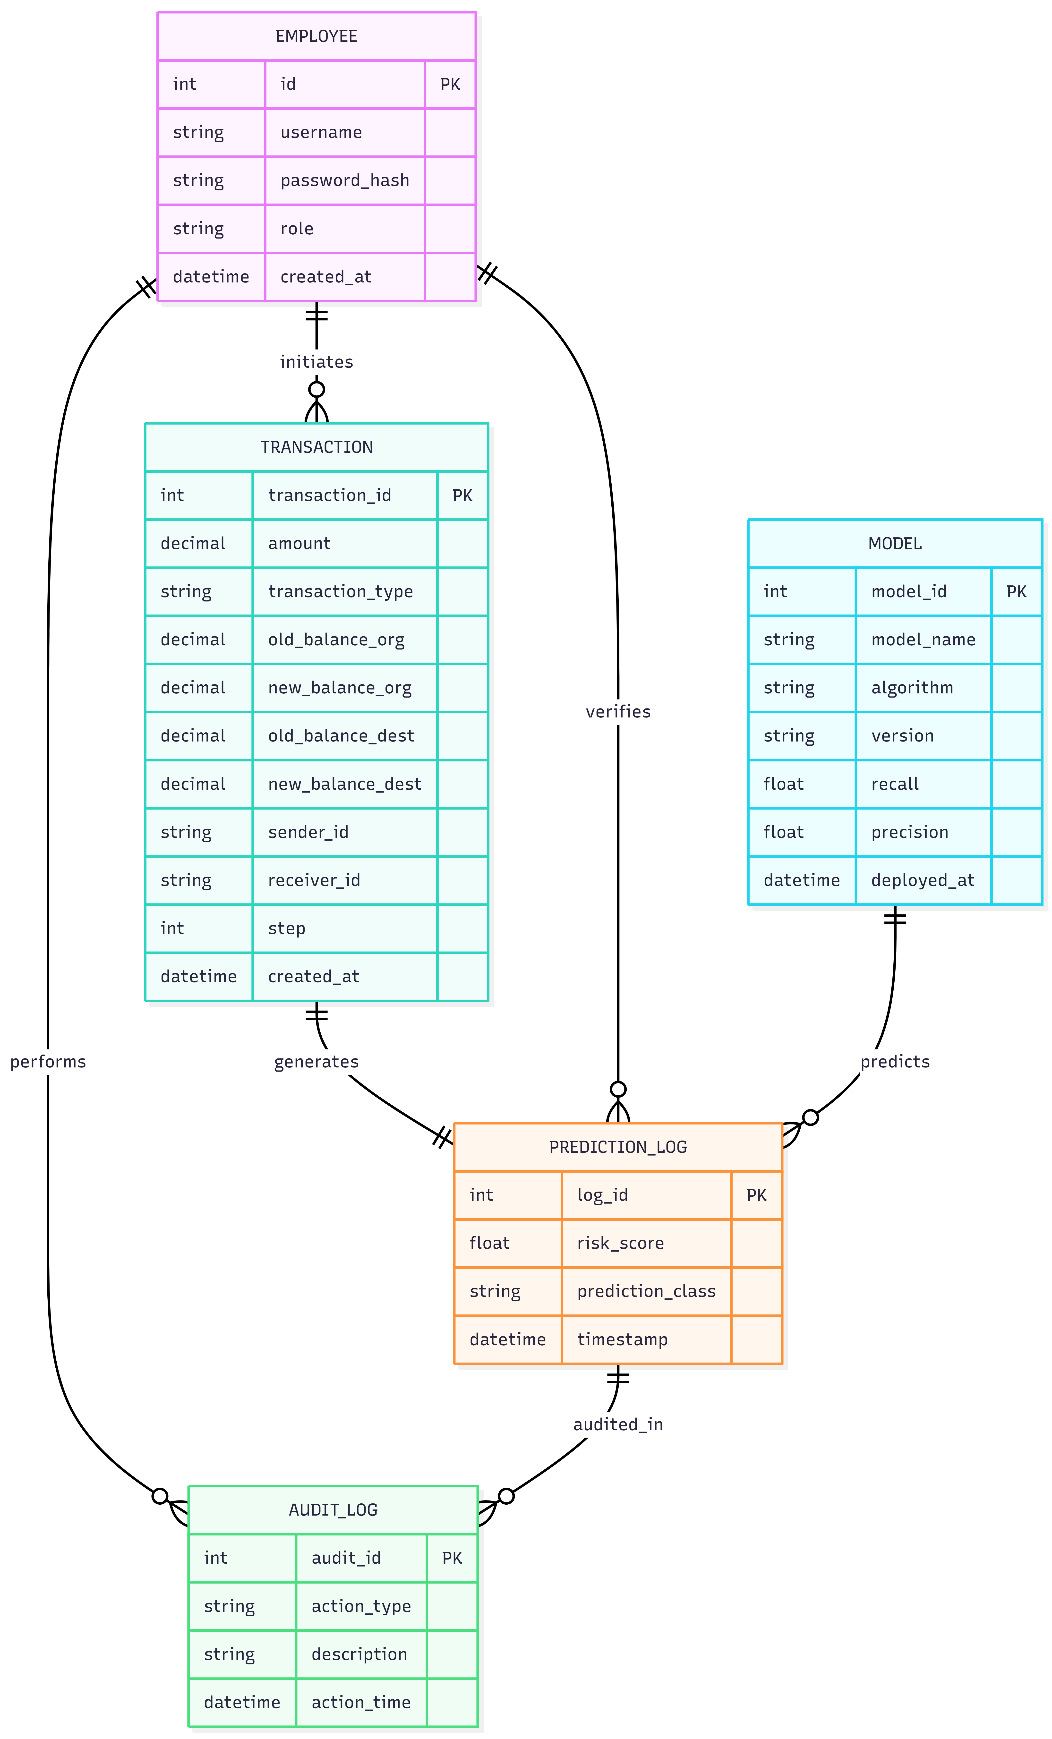 EMPLOYEE
int id PK
string username
string password_hash
string role
datetime created_at
initiates
TRANSACTION
int transaction_id PK
decimal amount
string transaction_type
decimal old_balance_org
decimal new_balance_org
decimal old_balance_dest
decimal new_balance_dest
string sender_id
string receiver_id
int step
datetime created_at
verifies
MODEL
int model_id PK
string model_name
string algorithm
string version
float recall
float precision
datetime deployed_at
performs
generates
predicts
PREDICTION_LOG
int log_id PK
float risk_score
string prediction_class
datetime timestamp
audited_in
AUDIT_LOG
int audit_id PK
string action_type
string description
datetime action_time